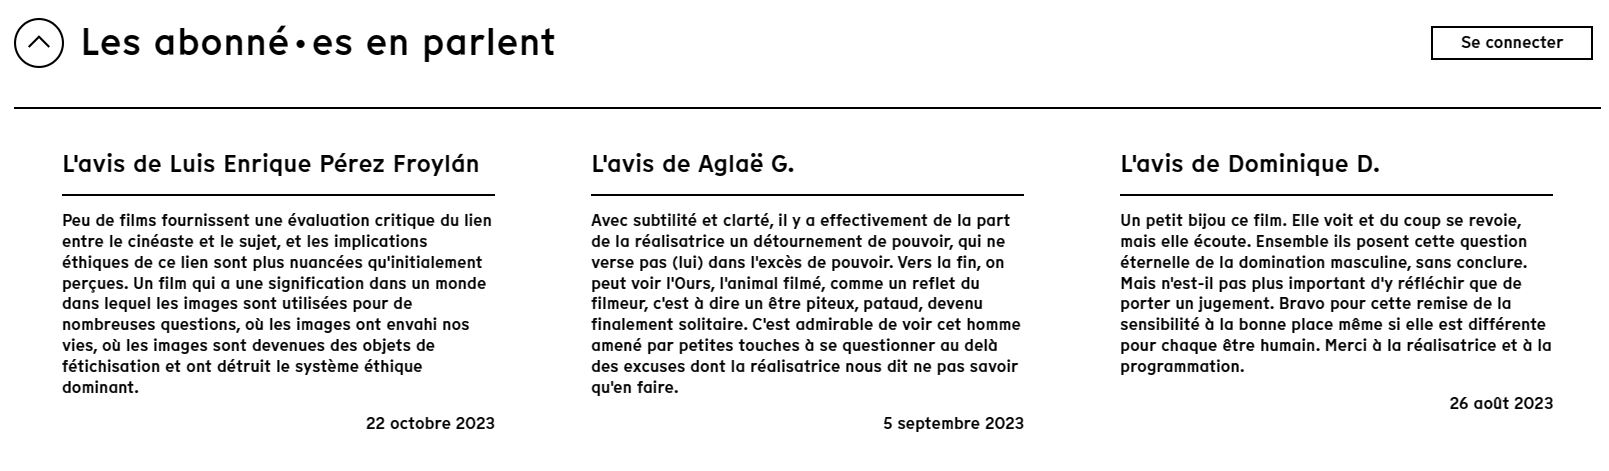 Les abonné·es en parlent
Se connecter
L'avis de Luis Enrique Pérez Froylán
Peu de films fournissent une évaluation critique du lien
entre le cinéaste et le sujet, et les implications
éthiques de ce lien sont plus nuancées qu'initialement
perçues. Un film qui a une signification dans un monde
dans lequel les images sont utilisées pour de
nombreuses questions, où les images ont envahi nos
vies, où les images sont devenues des objets de
fétichisation et ont détruit le système éthique
dominant.
22 octobre 2023
L'avis de Aglaë G.
Avec subtilité et clarté, il y a effectivement de la part
de la réalisatrice un détournement de pouvoir, qui ne
verse pas (lui) dans l'excès de pouvoir. Vers la fin, on
peut voir l'Ours, l'animal filmé, comme un reflet du
filmeur, c'est à dire un être piteux, pataud, devenu
finalement solitaire. C'est admirable de voir cet homme
amené par petites touches à se questionner au delà
des excuses dont la réalisatrice nous dit ne pas savoir
qu'en faire.
5 septembre 2023
L'avis de Dominique D.
Un petit bijou ce film. Elle voit et du coup se revoie,
mais elle écoute. Ensemble ils posent cette question
éternelle de la domination masculine, sans conclure.
Mais n'est-il pas plus important d'y réfléchir que de
porter un jugement. Bravo pour cette remise de la
sensibilité à la bonne place même si elle est différente
pour chaque être humain. Merci à la réalisatrice et à la
programmation.
26 août 2023